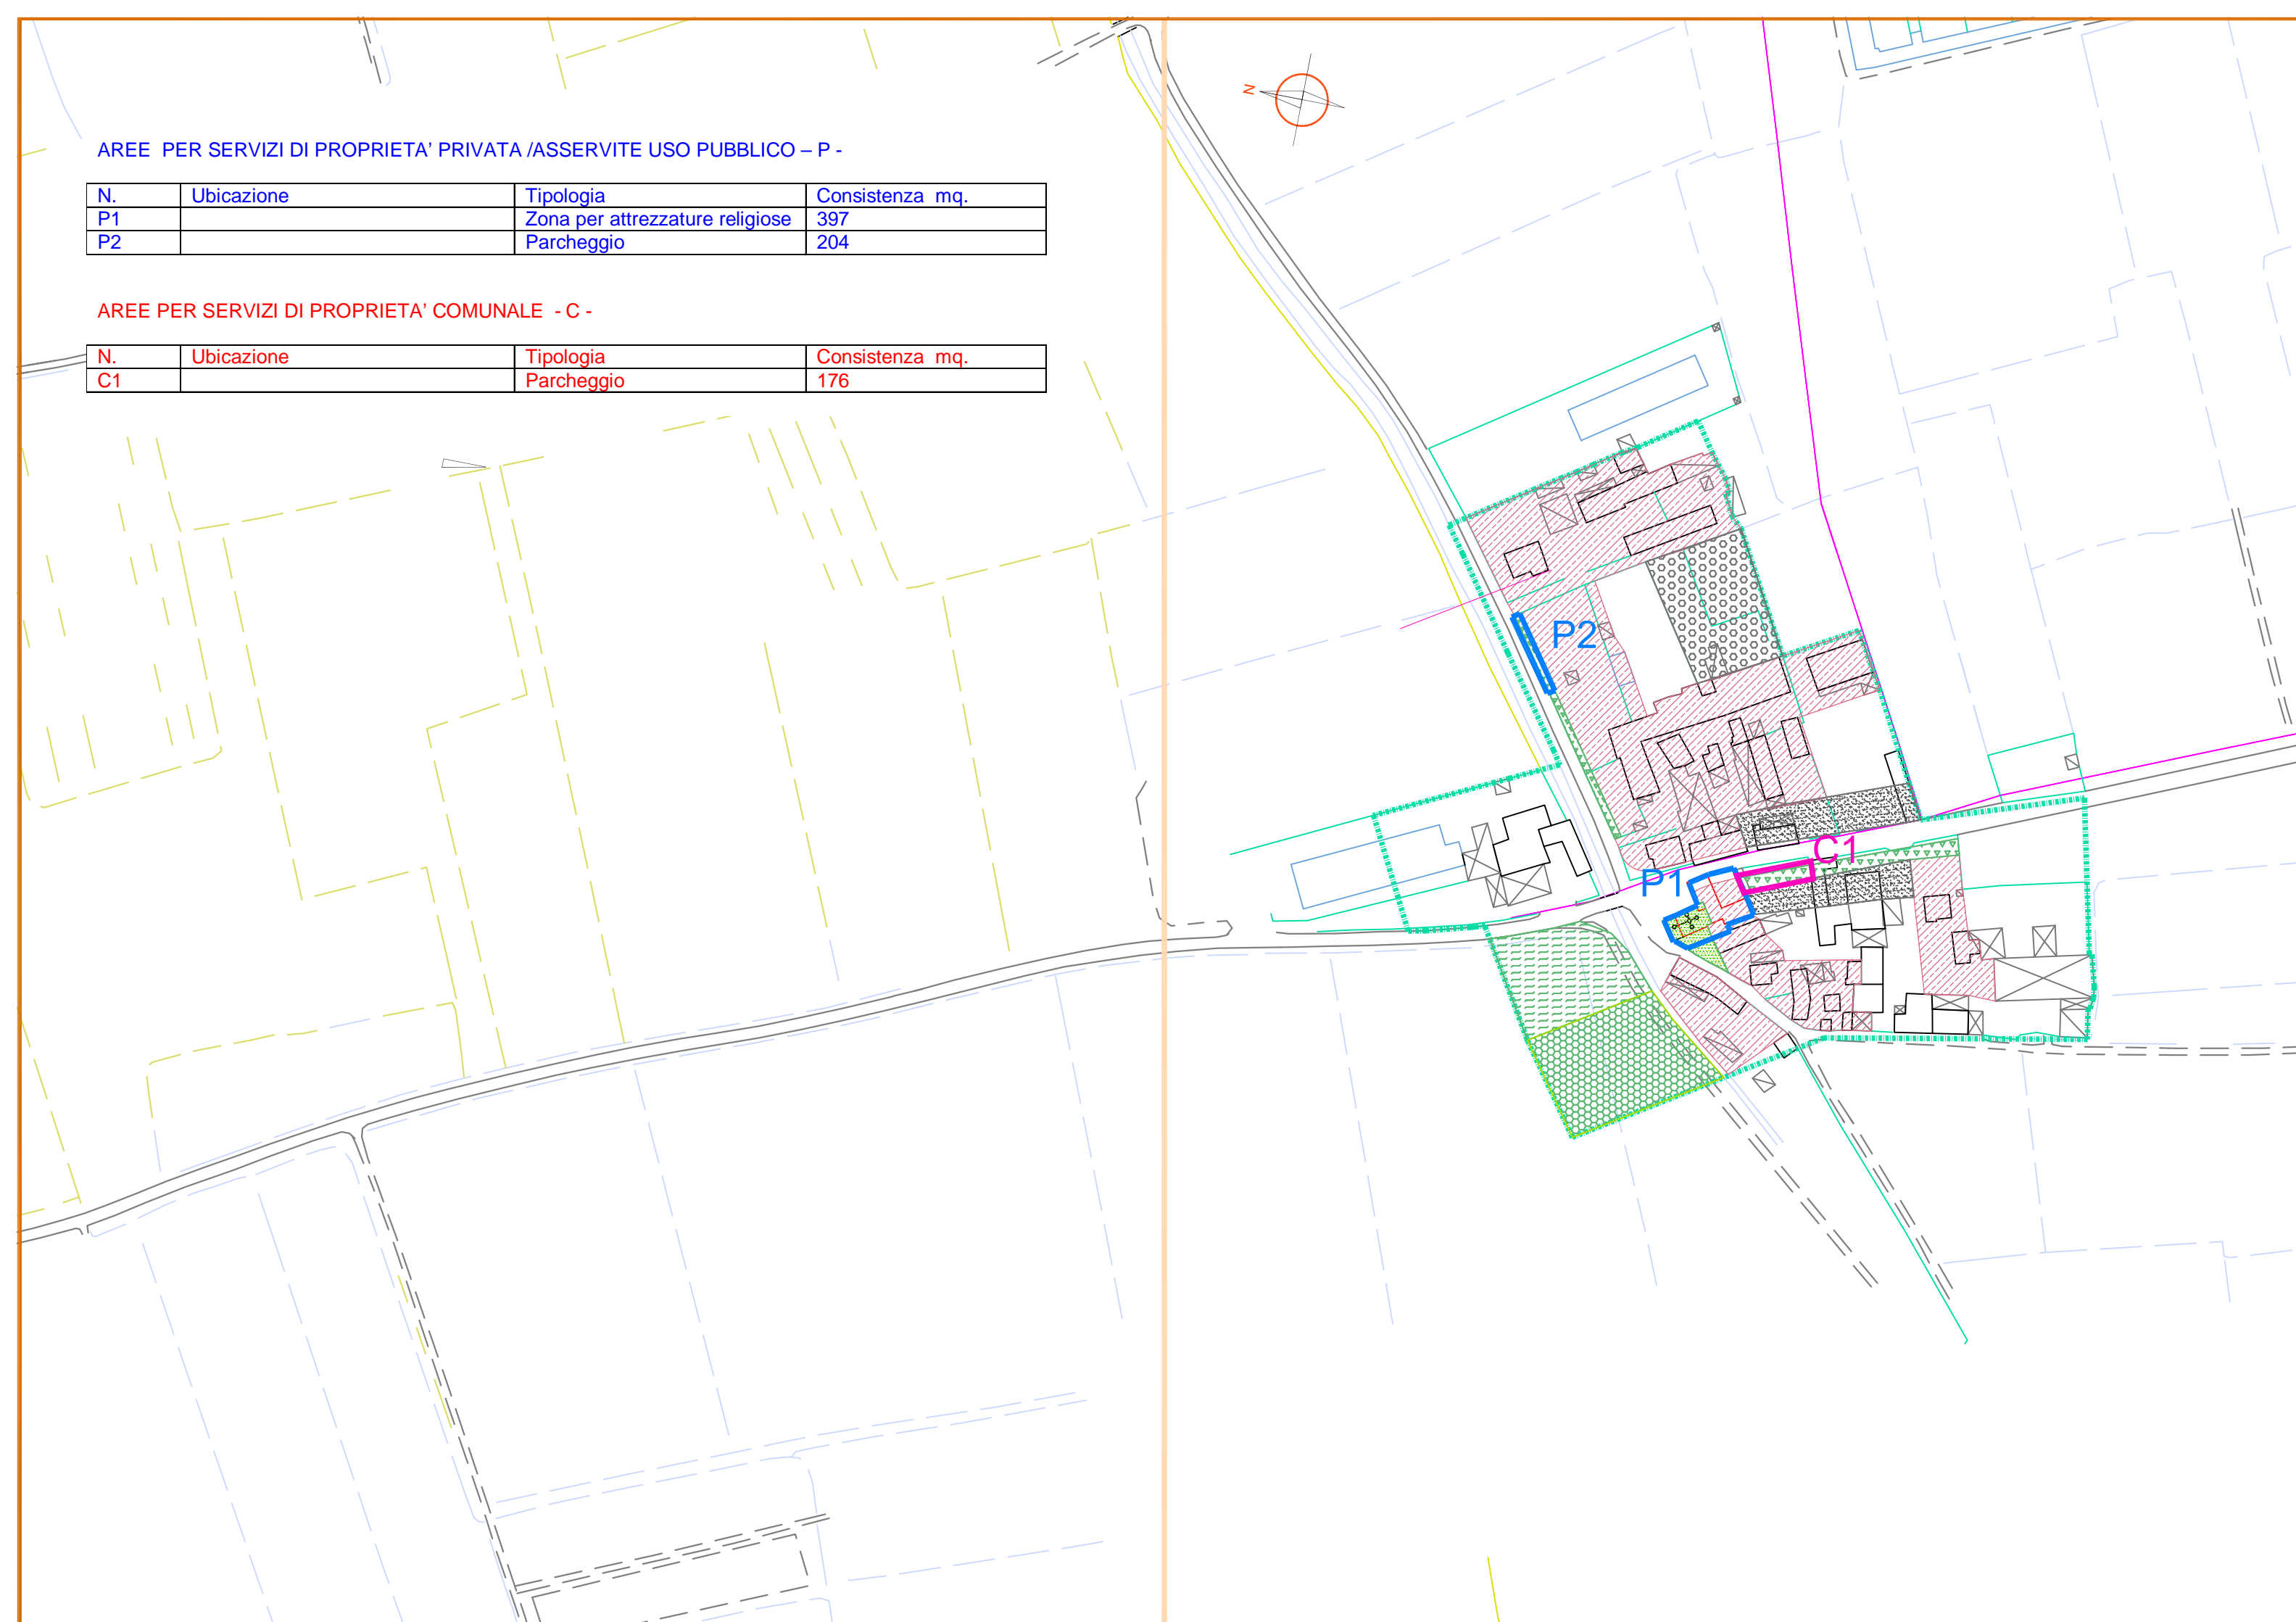 N
AREE PER SERVIZI DI PROPRIETA' PRIVATA /ASSERVITE USO PUBBLICO – P -
N. Ubicazione Tipologia Consistenza mq.
P1 Zona per attrezzature religiose 397
P2 Parcheggio 204
AREE PER SERVIZI DI PROPRIETA' COMUNALE - C -
N. Ubicazione Tipologia Consistenza mq.
C1 Parcheggio 176
P2
C1
P1